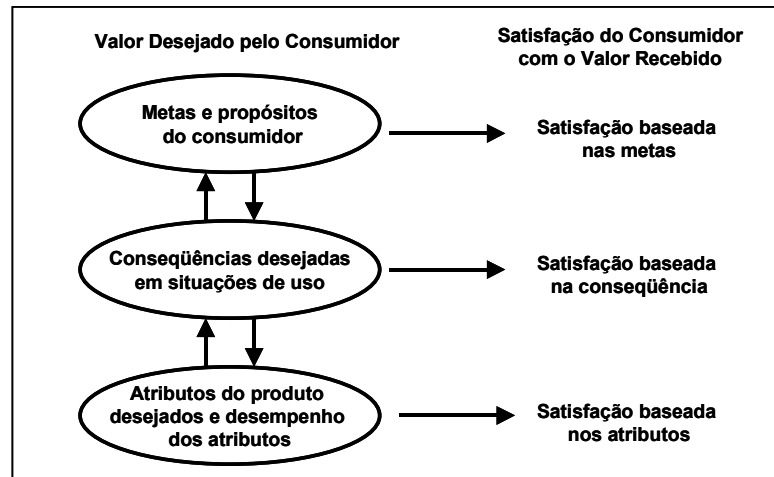 Valor Desejado pelo Consumidor
Satisfação do Consumidor
com o Valor Recebido
Metas e propósitos
do consumidor
Satisfação baseada
nas metas
Conseqüências desejadas
em situações de uso
Satisfação baseada
na conseqüência
Atributos do produto
desejados e desempenho
dos atributos
Satisfação baseada
nos atributos